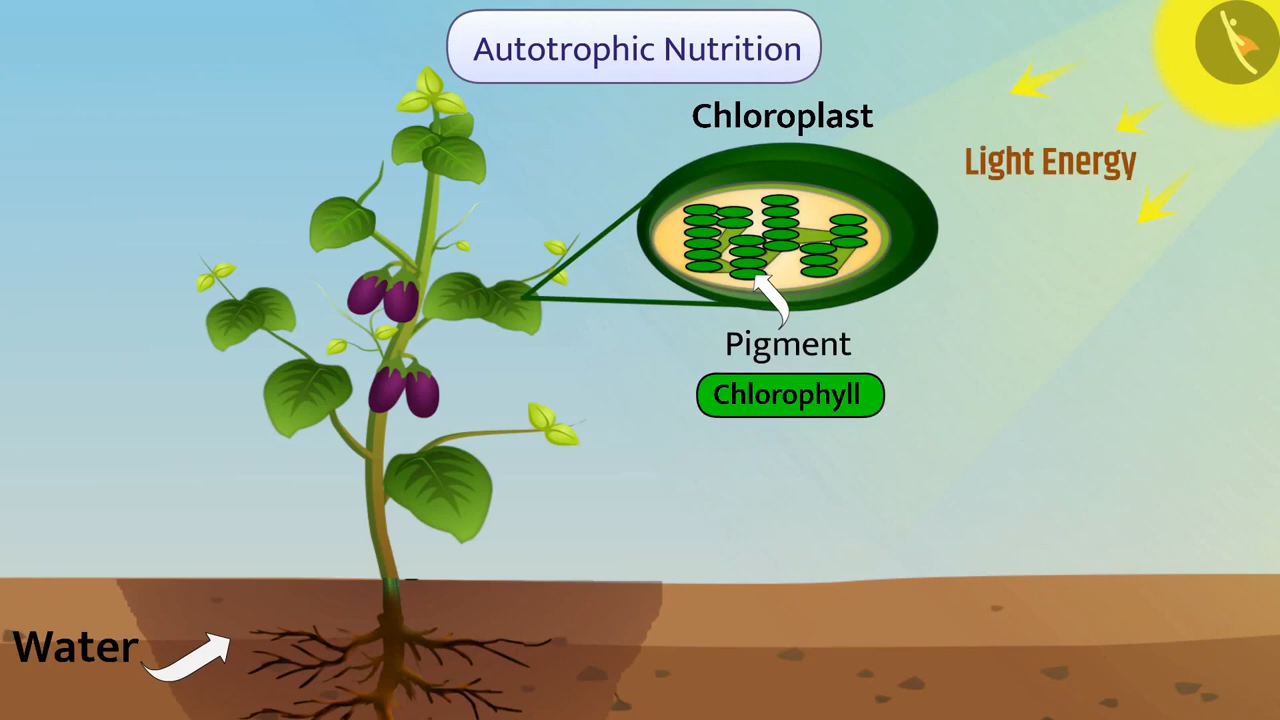 Autotrophic Nutrition
Chloroplast
Light Energy
Pigment
Chlorophyll
Water